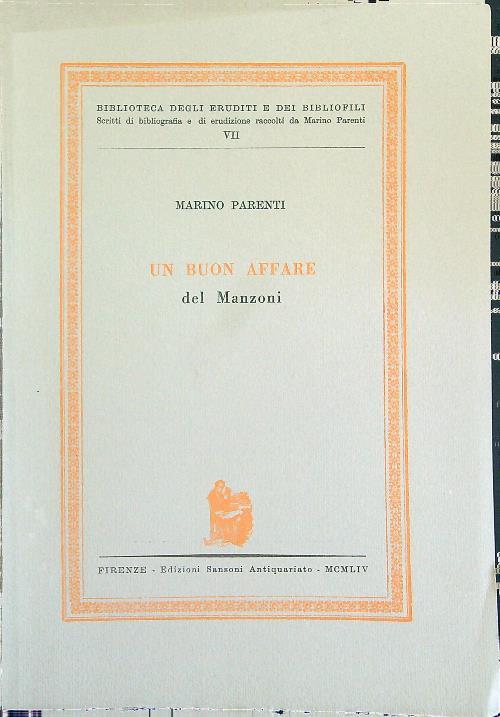 BIBLIOTECA DEGLI ERUDITI E DEI BIBLIOFILI
Scritti di bibliografia e di erudizione raccolti da Marino Parenti
VII
MARINO PARENTI
UN BUON AFFARE
del Manzoni
FIRENZE - Edizioni Sansoni Antiquariato - MCMLIV